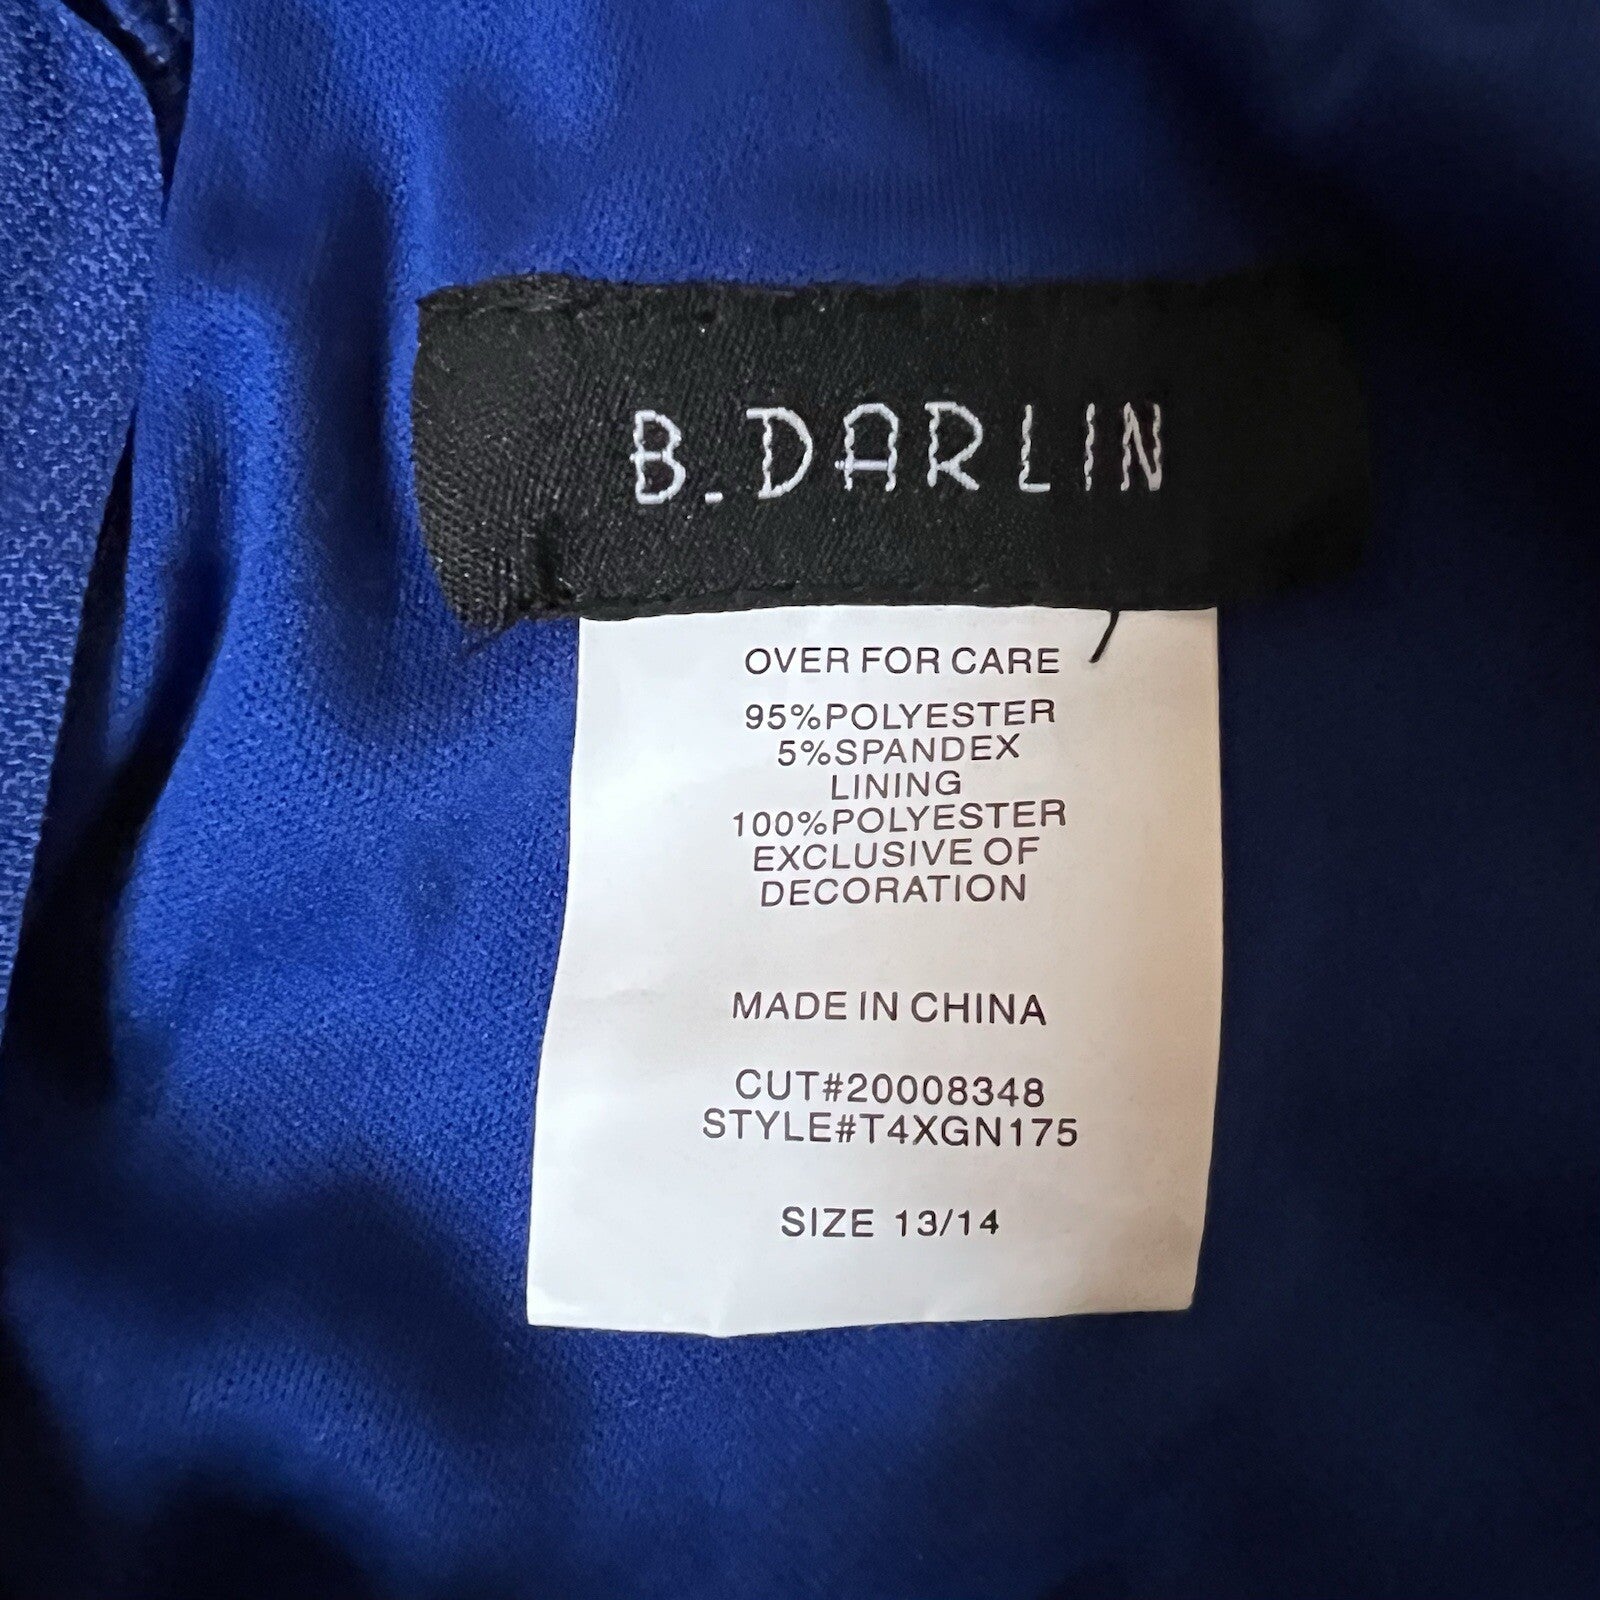 B.DARLIN
OVER FOR CARE
95%POLYESTER
5%SPANDEX
LINING
100%POLYESTER
EXCLUSIVE OF
DECORATION
MADE IN CHINA
CUT#20008348
STYLE#T4XGN175
SIZE 13/14